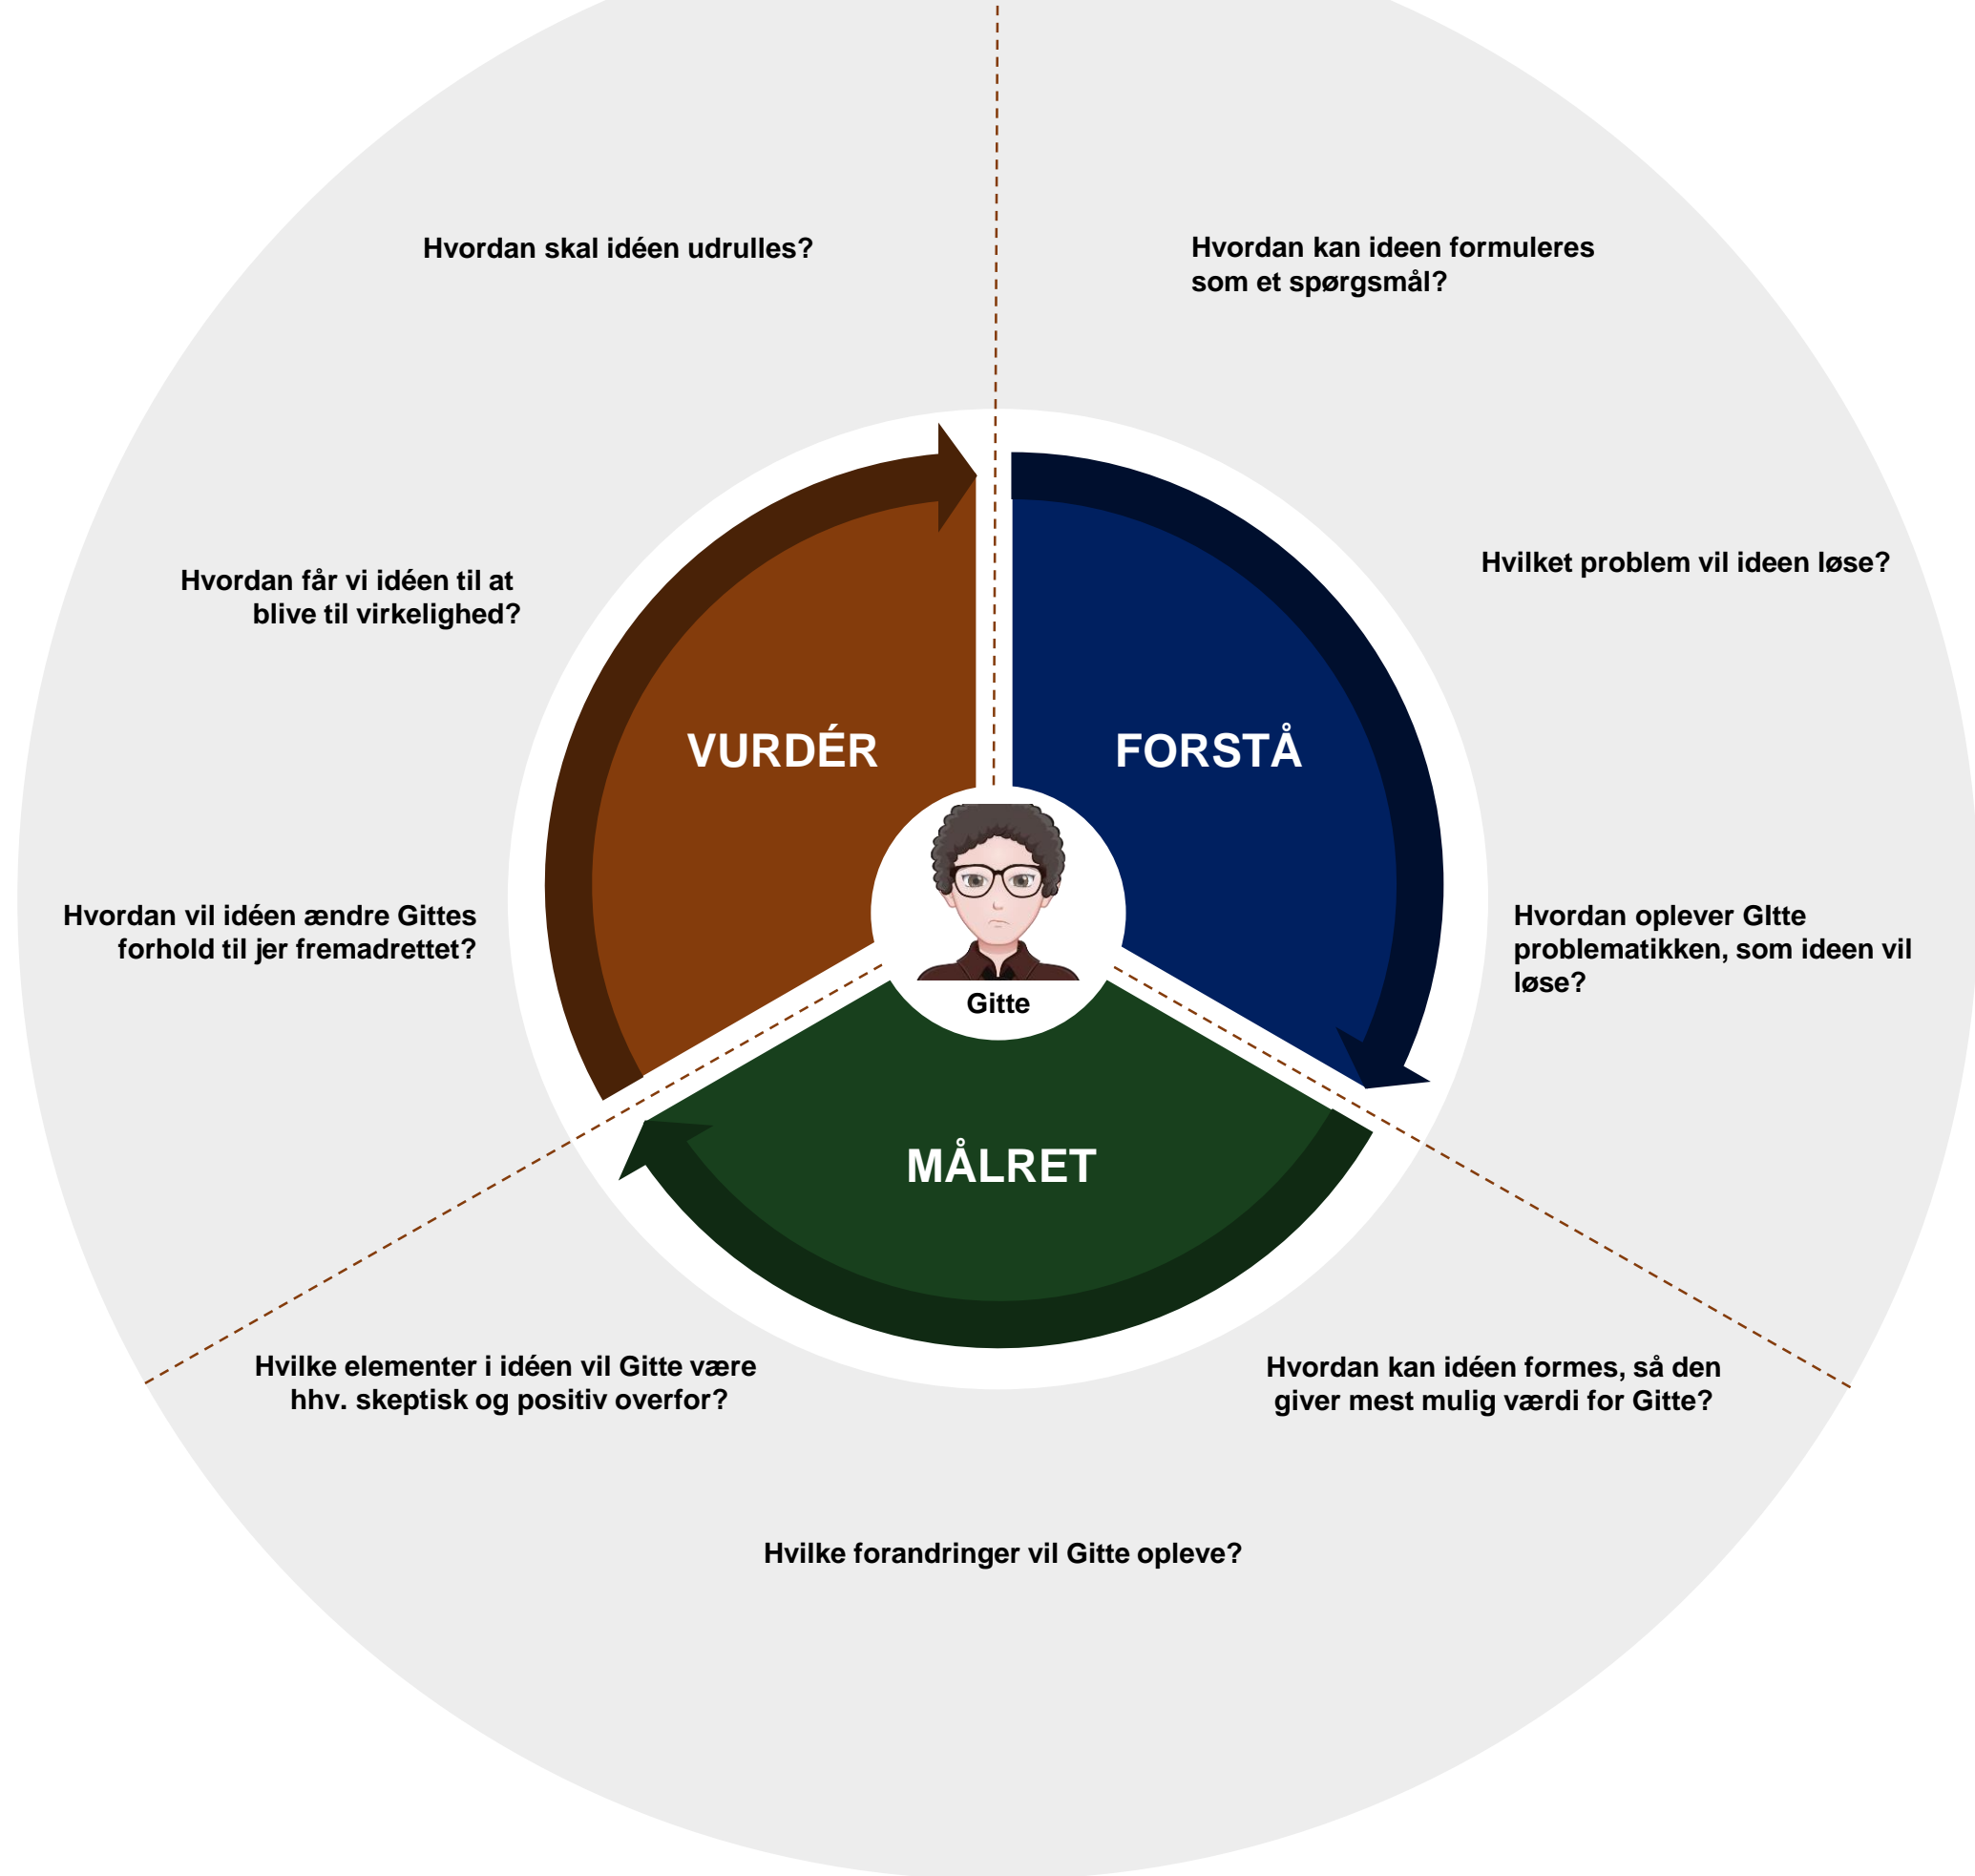 Hvordan skal idéen udrulles?
Hvordan kan ideen formuleres
som et spørgsmål?
Hvilket problem vil ideen løse?
Hvordan får vi idéen til at
blive til virkelighed?
VURDÉR
FORSTÅ
Hvordan vil idéen ændre Gittes
forhold til jer fremadrettet?
Hvordan oplever GItte
problematikken, som ideen vil
løse?
Gitte
MÅLRET
Hvilke elementer i idéen vil Gitte være
hhv. skeptisk og positiv overfor?
Hvordan kan idéen formes, så den
giver mest mulig værdi for Gitte?
Hvilke forandringer vil Gitte opleve?